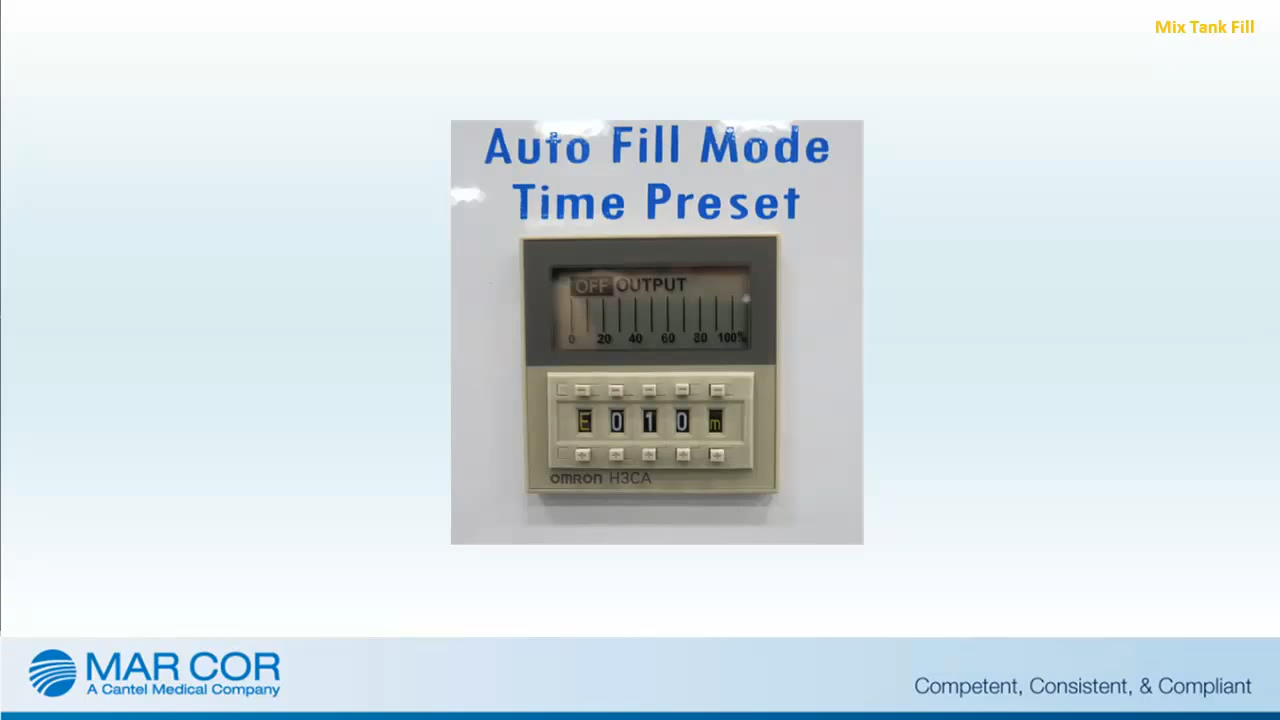 Mix Tank Fill
Auto Fill Mode
Time Preset
OFF OUTPUT
0 20 40 60 80 100%
- - - - -
E 0 1 0 m
+ + + + +
OMRON H3CA
MAR COR
A Cantel Medical Company
Competent, Consistent, & Compliant